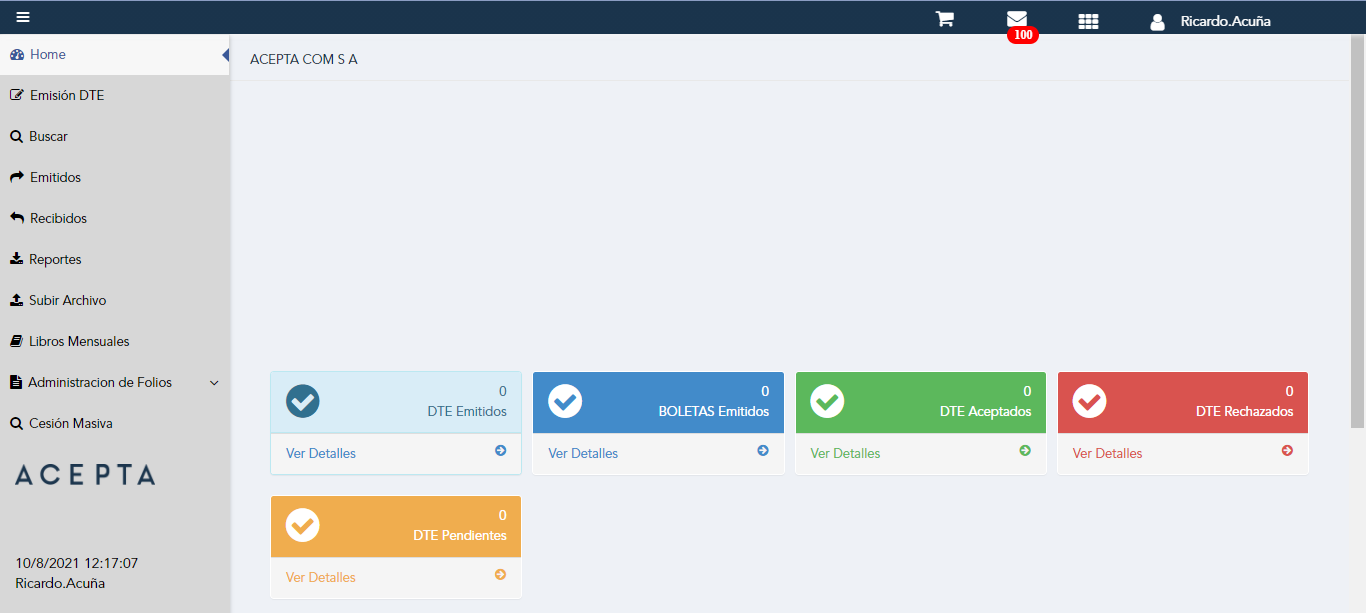 100
Ricardo.Acuña
Home
ACEPTA COM S A
Emisión DTE
Buscar
Emitidos
Recibidos
Reportes
Subir Archivo
Libros Mensuales
Administracion de Folios
Cesión Masiva
ACEPTA
10/8/2021 12:17:07
Ricardo.Acuña
0
DTE Emitidos
Ver Detalles
0
BOLETAS Emitidos
Ver Detalles
0
DTE Aceptados
Ver Detalles
0
DTE Rechazados
Ver Detalles
0
DTE Pendientes
Ver Detalles